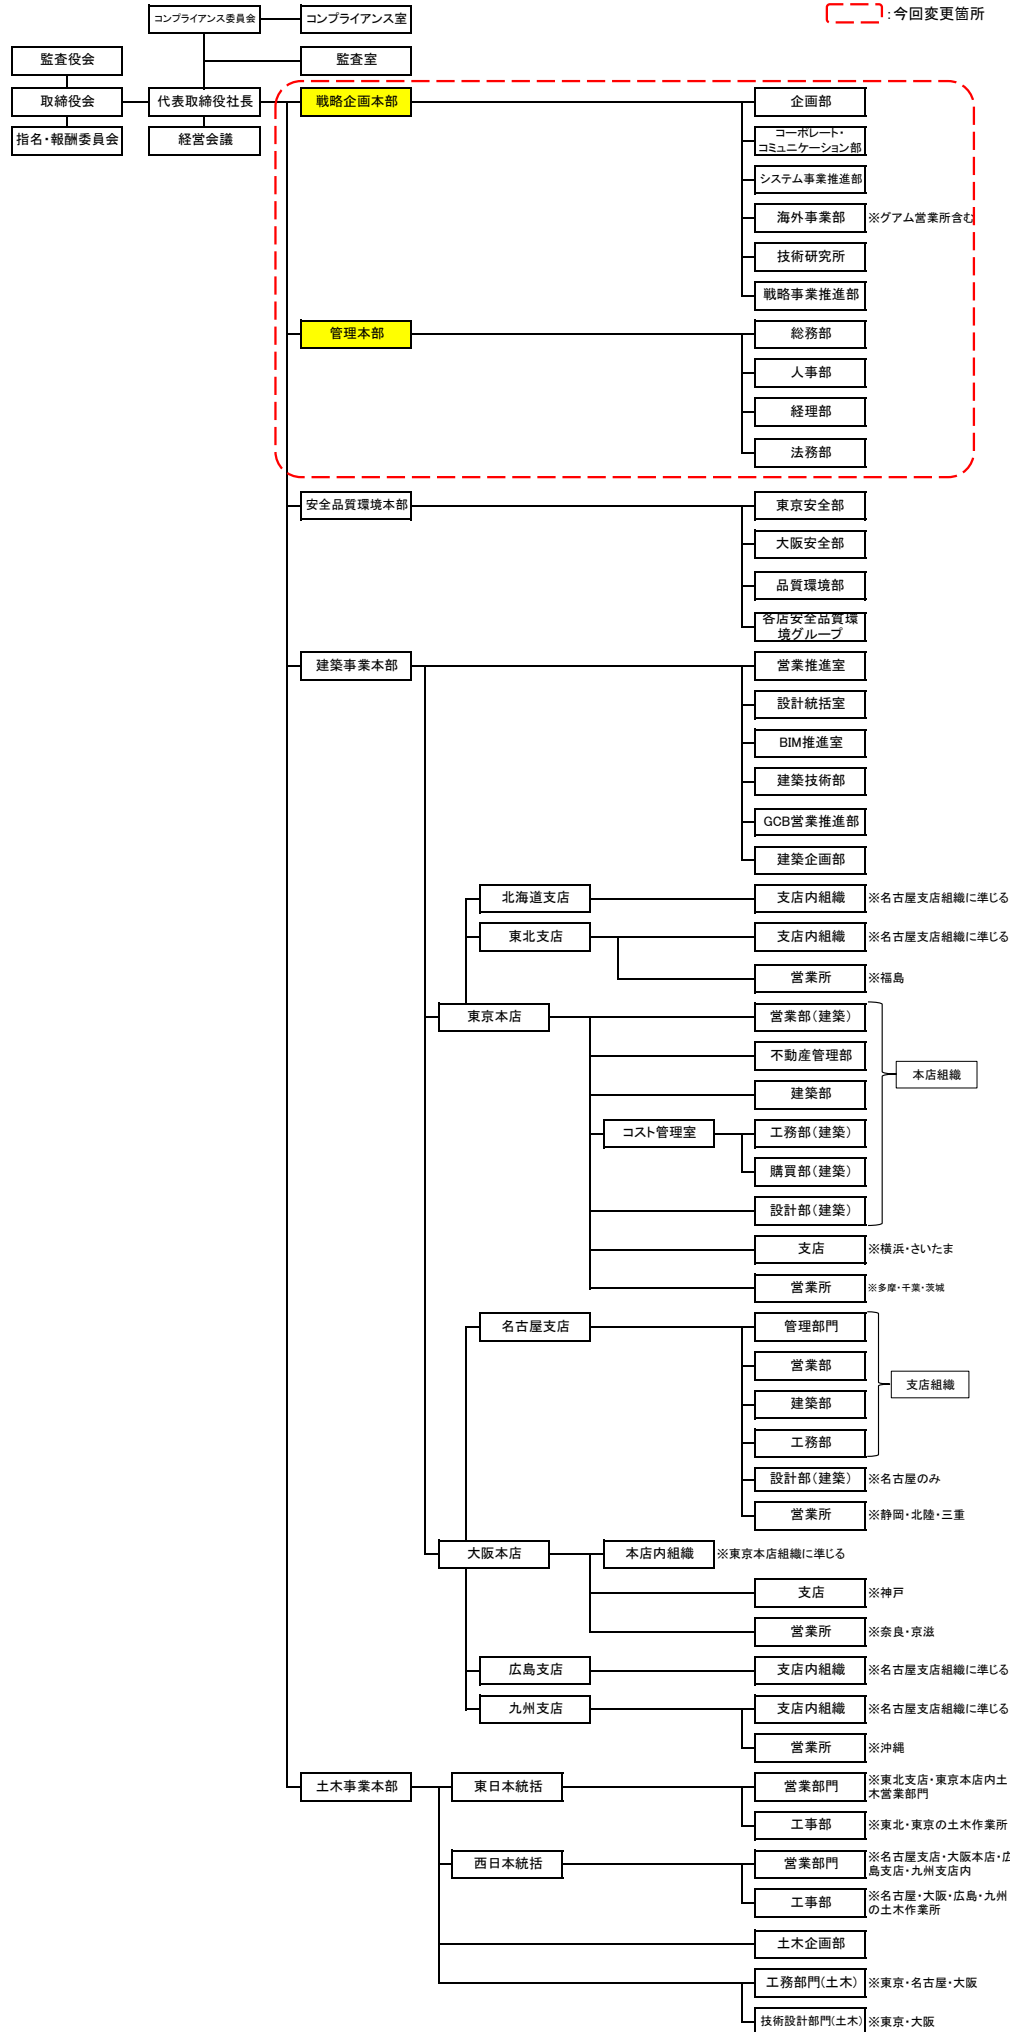 コンプライアンス委員会
コンプライアンス室
:今回変更箇所
監査役会
監査室
取締役会
代表取締役社長
戦略企画本部
企画部
指名・報酬委員会
経営会議
コーポレート・
コミュニケーション部
システム事業推進部
海外事業部
※グアム営業所含む
技術研究所
戦略事業推進部
管理本部
総務部
人事部
経理部
法務部
安全品質環境本部
東京安全部
大阪安全部
品質環境部
各店安全品質環
境グループ
建築事業本部
営業推進室
設計統括室
BIM推進室
建築技術部
GCB営業推進部
建築企画部
北海道支店
支店内組織
※名古屋支店組織に準じる
東北支店
支店内組織
※名古屋支店組織に準じる
営業所
※福島
東京本店
営業部(建築)
不動産管理部
本店組織
建築部
コスト管理室
工務部(建築)
購買部(建築)
設計部(建築)
支店
※横浜・さいたま
営業所
※多摩・千葉・茨城
名古屋支店
管理部門
営業部
支店組織
建築部
工務部
設計部(建築)
※名古屋のみ
営業所
※静岡・北陸・三重
大阪本店
本店内組織
※東京本店組織に準じる
支店
※神戸
営業所
※奈良・京滋
広島支店
支店内組織
※名古屋支店組織に準じる
九州支店
支店内組織
※名古屋支店組織に準じる
営業所
※沖縄
土木事業本部
東日本統括
営業部門
※東北支店・東京本店内土
木営業部門
工事部
※東北・東京の土木作業所
西日本統括
営業部門
※名古屋支店・大阪本店・広
島支店・九州支店内
工事部
※名古屋・大阪・広島・九州
の土木作業所
土木企画部
工務部門(土木)
※東京・名古屋・大阪
技術設計部門(土木)
※東京・大阪